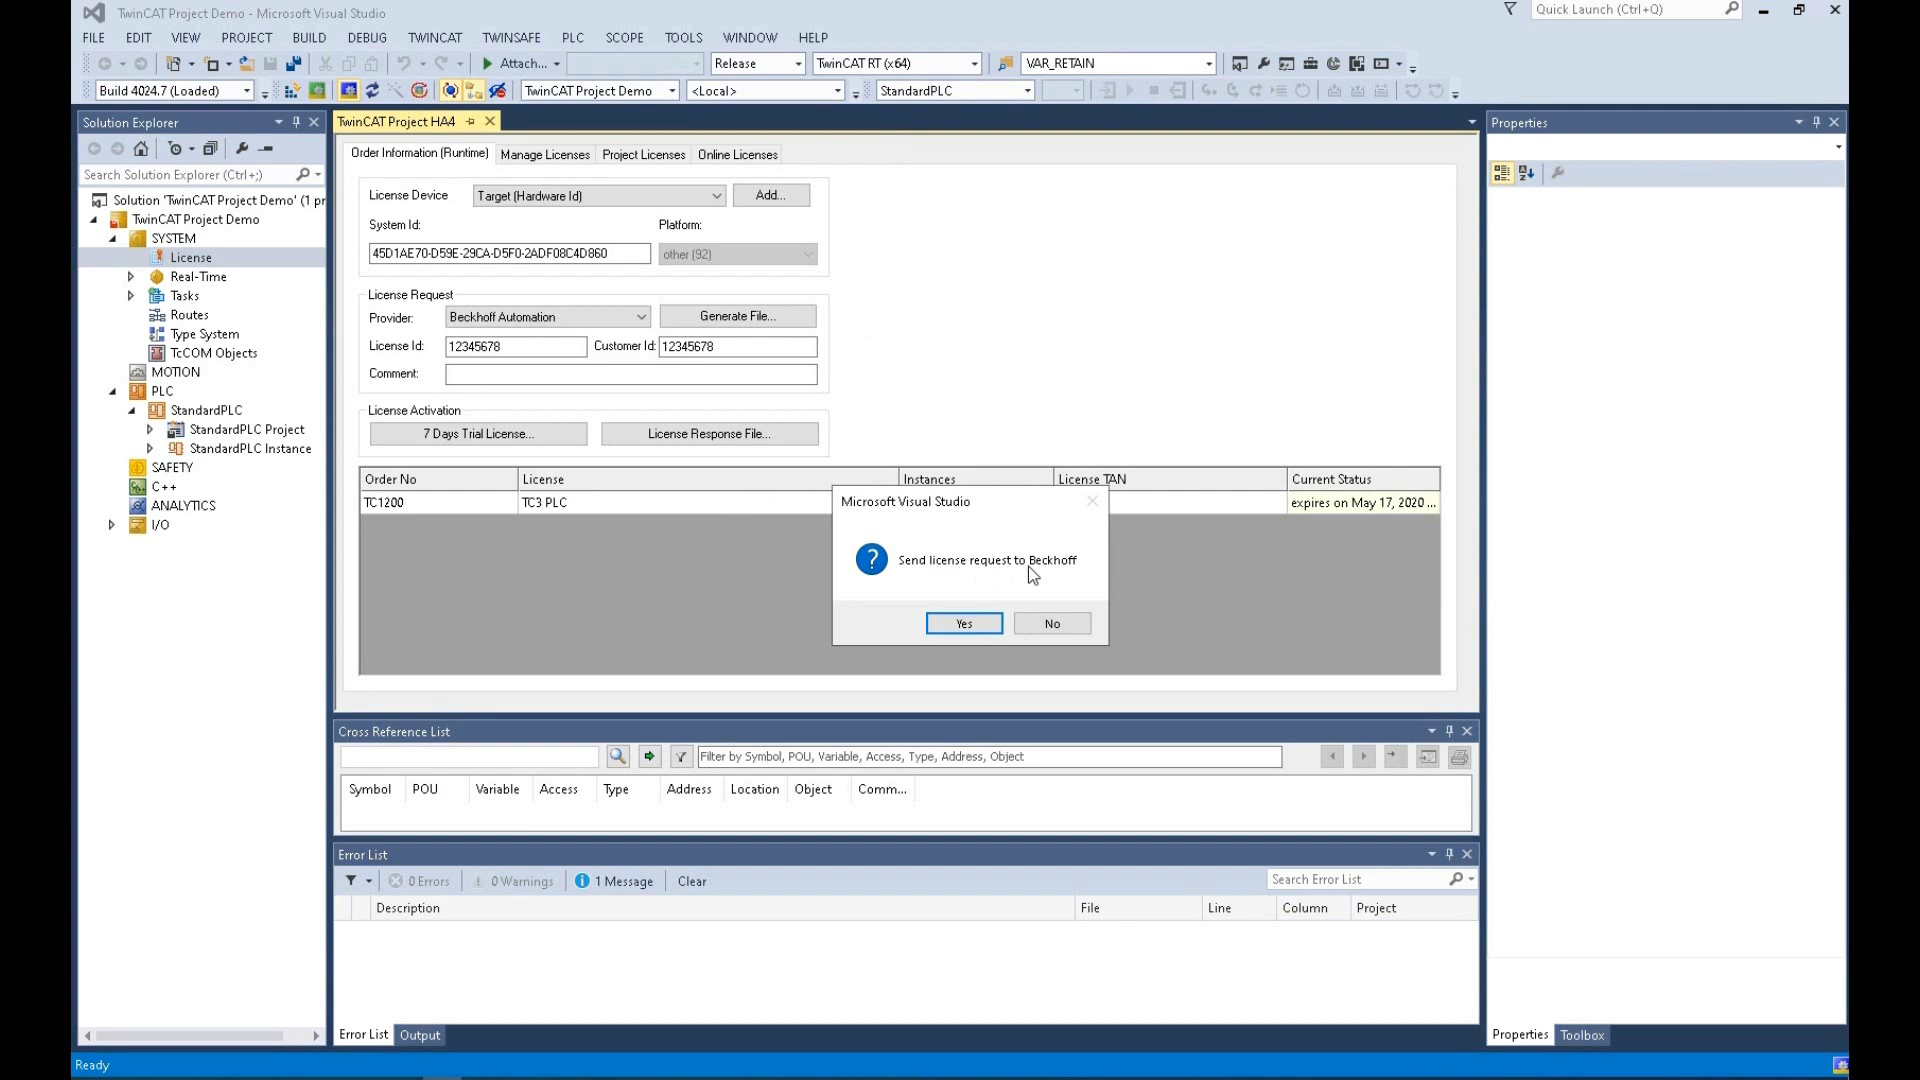 TwinCAT Project Demo - Microsoft Visual Studio
Quick Launch (Ctrl+Q)
FILE EDIT VIEW PROJECT BUILD DEBUG TWINCAT TWINSAFE PLC SCOPE TOOLS WINDOW HELP
Attach... Release TwinCAT RT (x64) VAR_RETAIN
Build 4024.7 (Loaded) TwinCAT Project Demo <Local> StandardPLC
Solution Explorer
Search Solution Explorer (Ctrl+;)
Solution 'TwinCAT Project Demo' (1 pr
TwinCAT Project Demo
SYSTEM
License
Real-Time
Tasks
Routes
Type System
TcCOM Objects
MOTION
PLC
StandardPLC
StandardPLC Project
StandardPLC Instance
SAFETY
C++
ANALYTICS
I/O
TwinCAT Project HA4
Order Information (Runtime) Manage Licenses Project Licenses Online Licenses
License Device Target (Hardware Id) Add...
System Id: Platform:
45D1AE70-D59E-29CA-D5F0-2ADF08C4D860 other (92)
License Request
Provider: Beckhoff Automation Generate File...
License Id: 12345678 Customer Id: 12345678
Comment:
License Activation
7 Days Trial License... License Response File...
Order No License Instances License TAN Current Status
TC1200 TC3 PLC expires on May 17, 2020 ...
Microsoft Visual Studio
? Send license request to Beckhoff
Yes No
Cross Reference List
Filter by Symbol, POU, Variable, Access, Type, Address, Object
Symbol POU Variable Access Type Address Location Object Comm...
Error List
0 Errors 0 Warnings 1 Message Clear Search Error List
Description File Line Column Project
Error List Output
Properties
Properties Toolbox
Ready